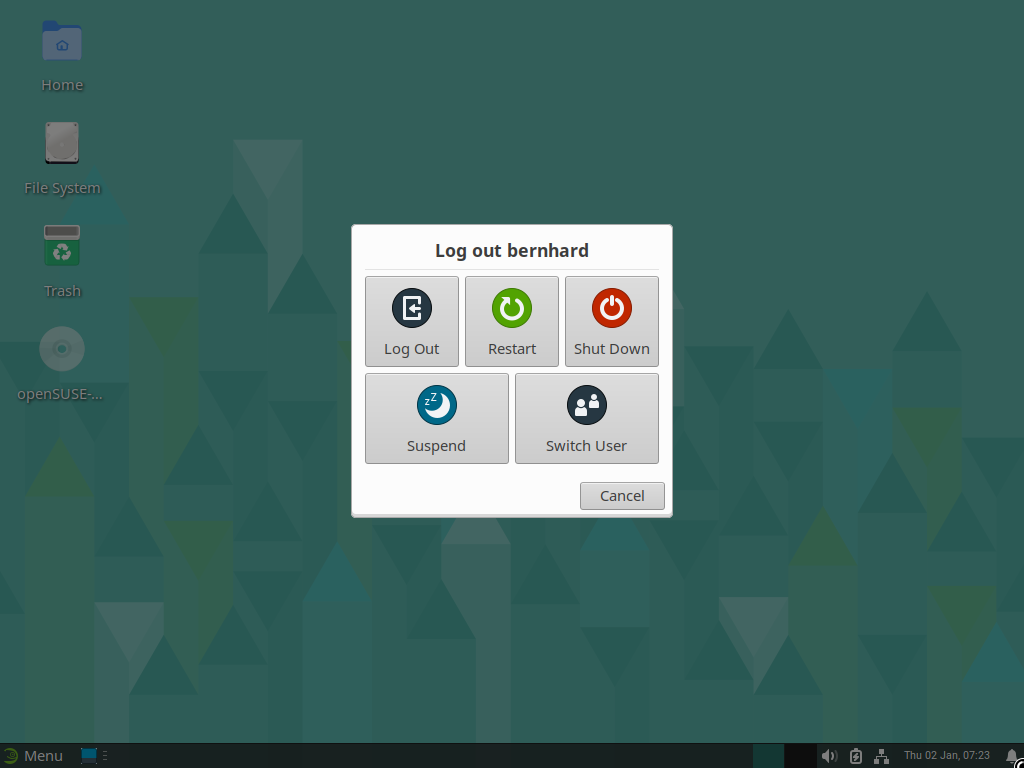 Home
File System
Trash
openSUSE-...
Log out bernhard
Log Out
Restart
Shut Down
zZ
Suspend
Switch User
Cancel
Menu
Thu 02 Jan, 07:23